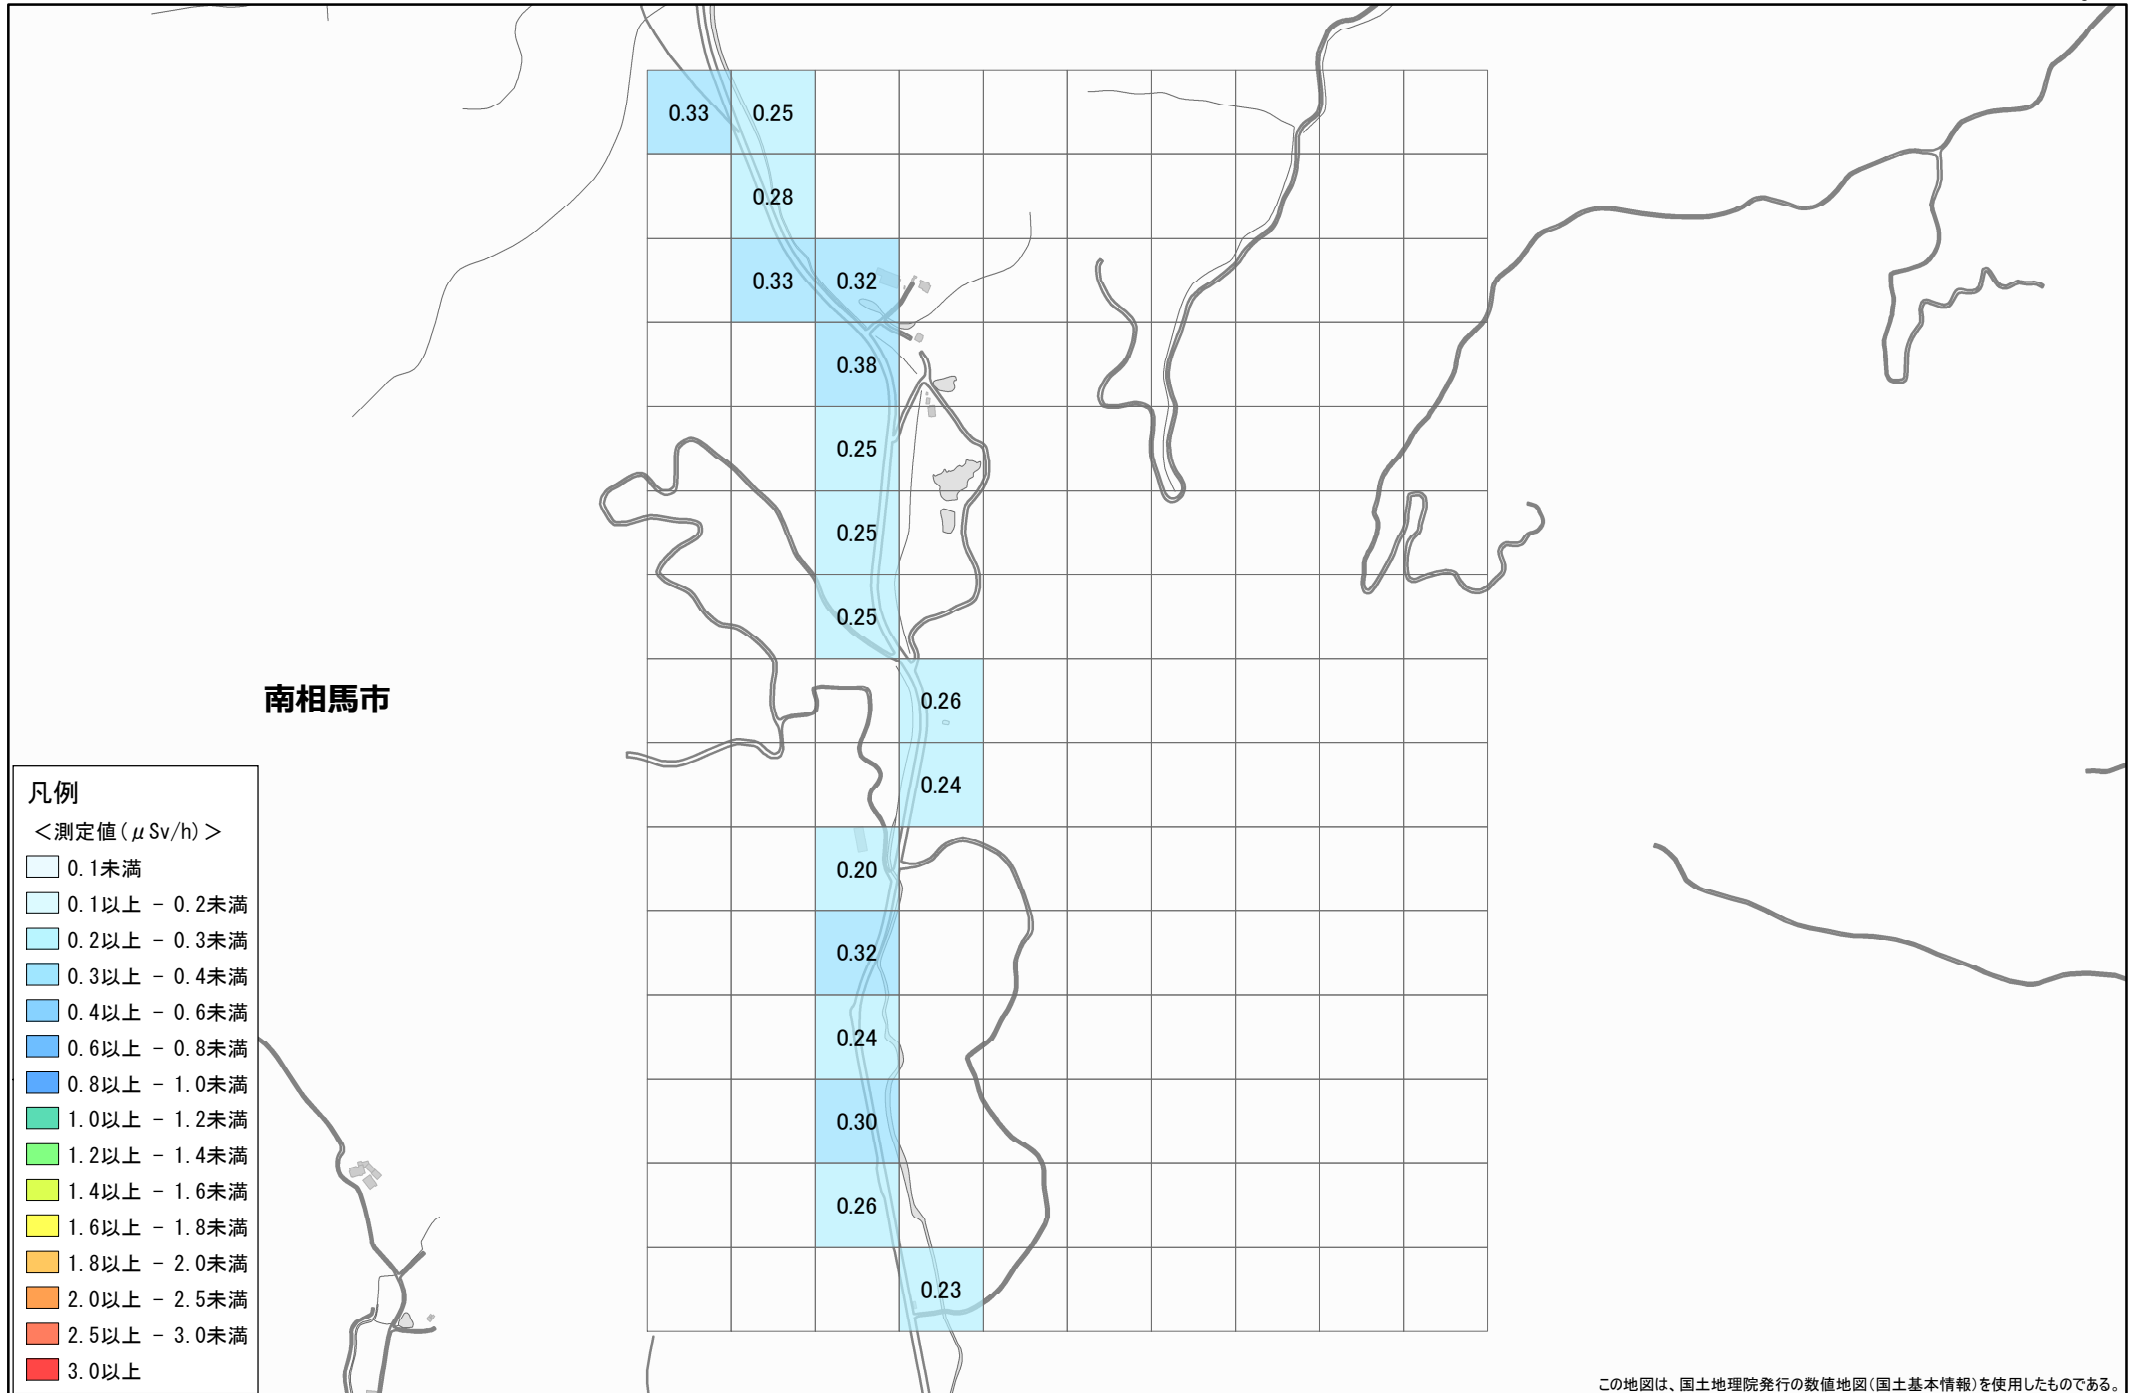 0.33 0.25
0.28
0.33 0.32
0.38
0.25
0.25
0.25
0.26
0.24
0.20
0.32
0.24
0.30
0.26
0.23
南相馬市
凡例
＜測定値（μSv/h）＞
0.1未満
0.1以上 － 0.2未満
0.2以上 － 0.3未満
0.3以上 － 0.4未満
0.4以上 － 0.6未満
0.6以上 － 0.8未満
0.8以上 － 1.0未満
1.0以上 － 1.2未満
1.2以上 － 1.4未満
1.4以上 － 1.6未満
1.6以上 － 1.8未満
1.8以上 － 2.0未満
2.0以上 － 2.5未満
2.5以上 － 3.0未満
3.0以上
この地図は、国土地理院発行の数値地図（国土基本情報）を使用したものである。